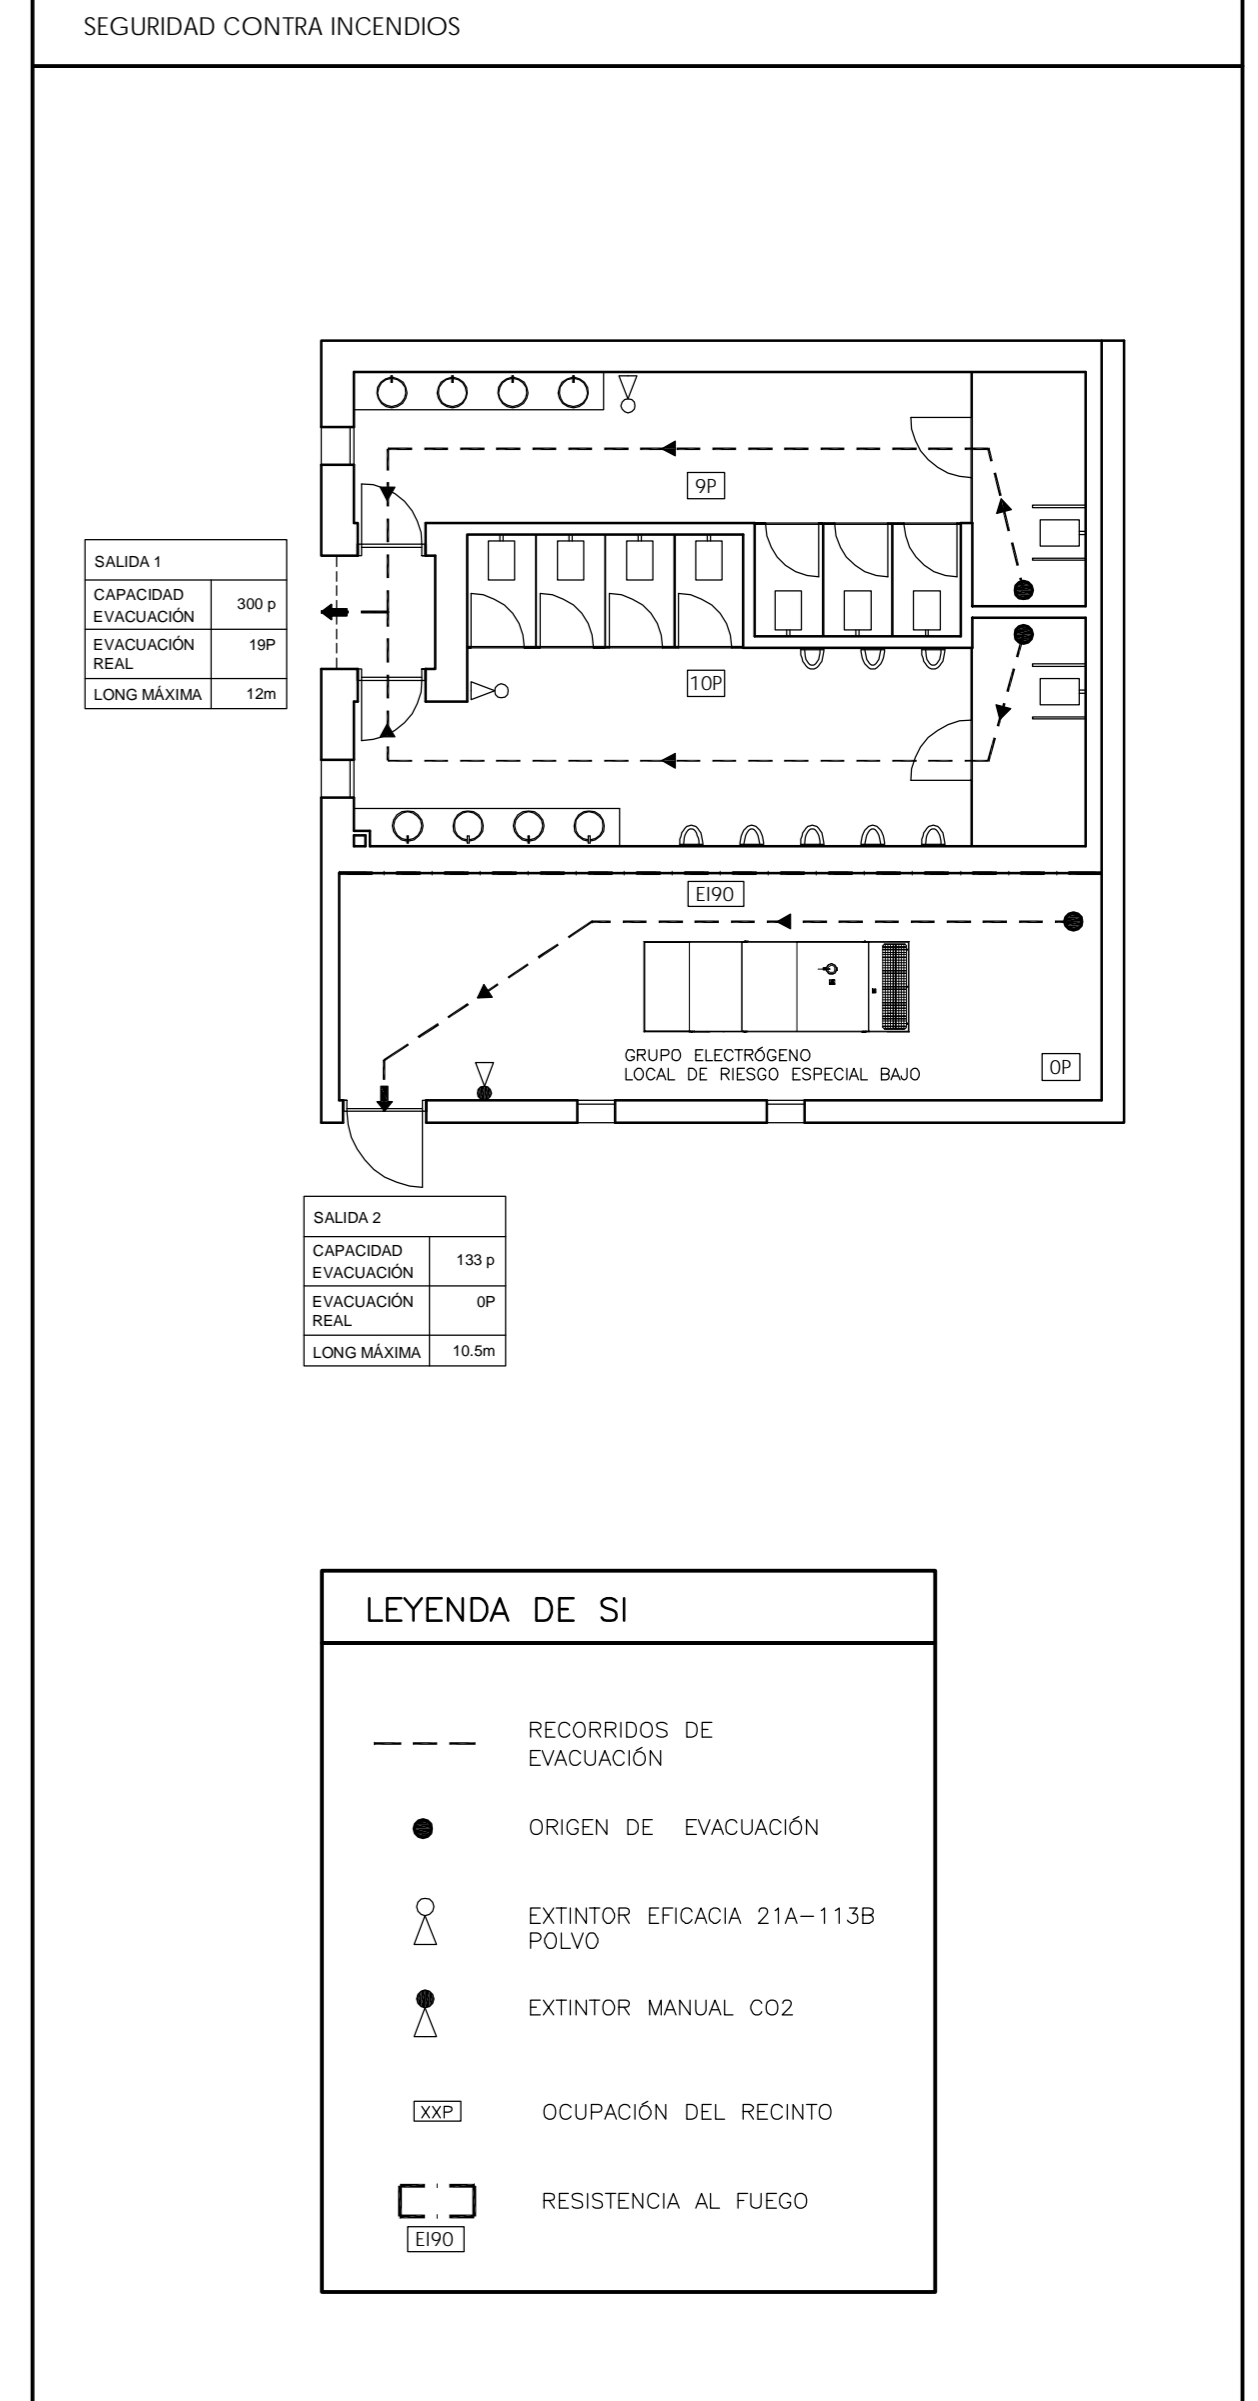 SEGURIDAD CONTRA INCENDIOS
9P
SALIDA 1
CAPACIDAD
EVACUACIÓN
300 p
EVACUACIÓN
REAL
19P
LONG MÁXIMA
12m
10P
EI90
GRUPO ELECTRÓGENO
LOCAL DE RIESGO ESPECIAL BAJO
0P
SALIDA 2
CAPACIDAD
EVACUACIÓN
133 p
EVACUACIÓN
REAL
0P
LONG MÁXIMA
10.5m
LEYENDA DE SI
RECORRIDOS DE
EVACUACIÓN
ORIGEN DE EVACUACIÓN
EXTINTOR EFICACIA 21A-113B
POLVO
EXTINTOR MANUAL CO2
XXP
OCUPACIÓN DEL RECINTO
RESISTENCIA AL FUEGO
EI90